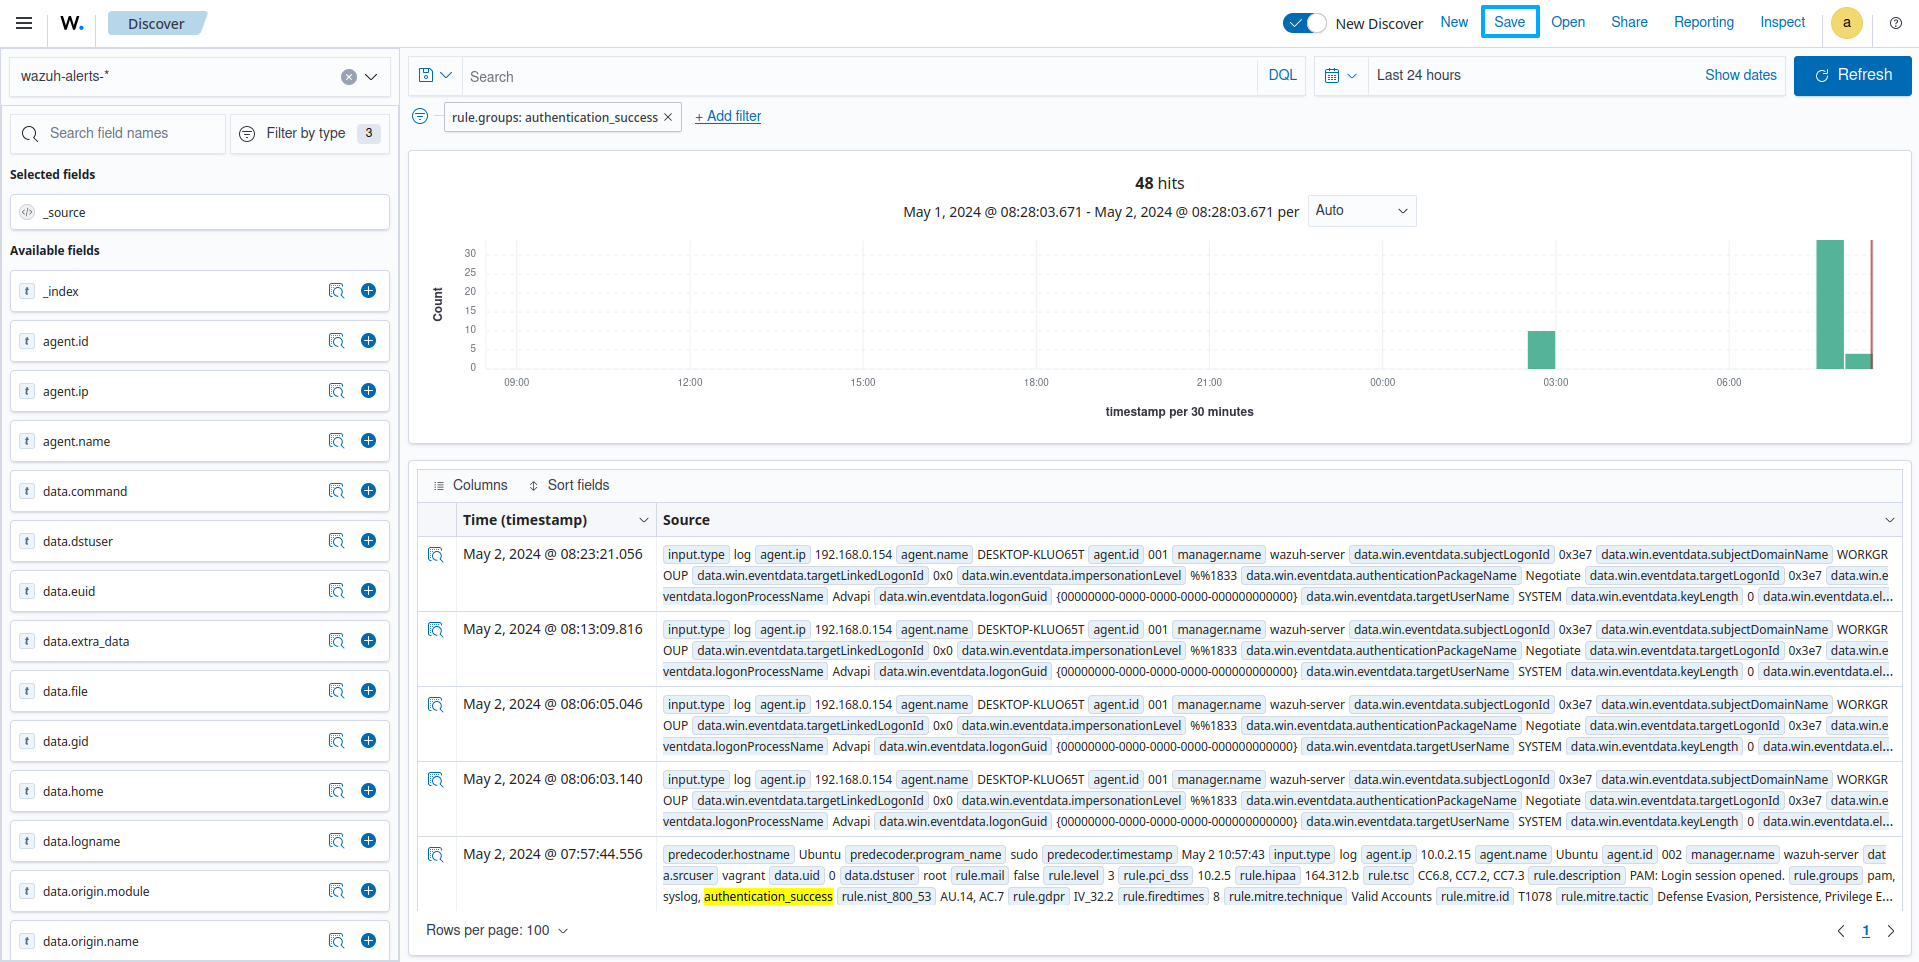 W. Discover New Discover New Save Open Share Reporting Inspect a
wazuh-alerts-*
Search DQL Last 24 hours Show dates Refresh
rule.groups: authentication_success × + Add filter
Search field names Filter by type 3
Selected fields
_source
Available fields
t _index
t agent.id
t agent.ip
t agent.name
t data.command
t data.dstuser
t data.euid
t data.extra_data
t data.file
t data.gid
t data.home
t data.logname
t data.origin.module
t data.origin.name
48 hits
May 1, 2024 @ 08:28:03.671 - May 2, 2024 @ 08:28:03.671 per Auto
Count
30
25
20
15
10
5
0
09:00 12:00 15:00 18:00 21:00 00:00 03:00 06:00
timestamp per 30 minutes
Columns Sort fields
Time (timestamp) Source
May 2, 2024 @ 08:23:21.056 input.type log agent.ip 192.168.0.154 agent.name DESKTOP-KLUO65T agent.id 001 manager.name wazuh-server data.win.eventdata.subjectLogonId 0x3e7 data.win.eventdata.subjectDomainName WORKGR
OUP data.win.eventdata.targetLinkedLogonId 0x0 data.win.eventdata.impersonationLevel %%1833 data.win.eventdata.authenticationPackageName Negotiate data.win.eventdata.targetLogonId 0x3e7 data.win.e
ventdata.logonProcessName Advapi data.win.eventdata.logonGuid {00000000-0000-0000-0000-000000000000} data.win.eventdata.targetUserName SYSTEM data.win.eventdata.keyLength 0 data.win.eventdata.el...
May 2, 2024 @ 08:13:09.816 input.type log agent.ip 192.168.0.154 agent.name DESKTOP-KLUO65T agent.id 001 manager.name wazuh-server data.win.eventdata.subjectLogonId 0x3e7 data.win.eventdata.subjectDomainName WORKGR
OUP data.win.eventdata.targetLinkedLogonId 0x0 data.win.eventdata.impersonationLevel %%1833 data.win.eventdata.authenticationPackageName Negotiate data.win.eventdata.targetLogonId 0x3e7 data.win.e
ventdata.logonProcessName Advapi data.win.eventdata.logonGuid {00000000-0000-0000-0000-000000000000} data.win.eventdata.targetUserName SYSTEM data.win.eventdata.keyLength 0 data.win.eventdata.el...
May 2, 2024 @ 08:06:05.046 input.type log agent.ip 192.168.0.154 agent.name DESKTOP-KLUO65T agent.id 001 manager.name wazuh-server data.win.eventdata.subjectLogonId 0x3e7 data.win.eventdata.subjectDomainName WORKGR
OUP data.win.eventdata.targetLinkedLogonId 0x0 data.win.eventdata.impersonationLevel %%1833 data.win.eventdata.authenticationPackageName Negotiate data.win.eventdata.targetLogonId 0x3e7 data.win.e
ventdata.logonProcessName Advapi data.win.eventdata.logonGuid {00000000-0000-0000-0000-000000000000} data.win.eventdata.targetUserName SYSTEM data.win.eventdata.keyLength 0 data.win.eventdata.el...
May 2, 2024 @ 08:06:03.140 input.type log agent.ip 192.168.0.154 agent.name DESKTOP-KLUO65T agent.id 001 manager.name wazuh-server data.win.eventdata.subjectLogonId 0x3e7 data.win.eventdata.subjectDomainName WORKGR
OUP data.win.eventdata.targetLinkedLogonId 0x0 data.win.eventdata.impersonationLevel %%1833 data.win.eventdata.authenticationPackageName Negotiate data.win.eventdata.targetLogonId 0x3e7 data.win.e
ventdata.logonProcessName Advapi data.win.eventdata.logonGuid {00000000-0000-0000-0000-000000000000} data.win.eventdata.targetUserName SYSTEM data.win.eventdata.keyLength 0 data.win.eventdata.el...
May 2, 2024 @ 07:57:44.556 predecoder.hostname Ubuntu predecoder.program_name sudo predecoder.timestamp May 2 10:57:43 input.type log agent.ip 10.0.2.15 agent.name Ubuntu agent.id 002 manager.name wazuh-server dat
a.srcuser vagrant data.uid 0 data.dstuser root rule.mail false rule.level 3 rule.pci_dss 10.2.5 rule.hipaa 164.312.b rule.tsc CC6.8, CC7.2, CC7.3 rule.description PAM: Login session opened. rule.groups pam,
syslog, authentication_success rule.nist_800_53 AU.14, AC.7 rule.gdpr IV_32.2 rule.firedtimes 8 rule.mitre.technique Valid Accounts rule.mitre.id T1078 rule.mitre.tactic Defense Evasion, Persistence, Privilege E...
Rows per page: 100 1